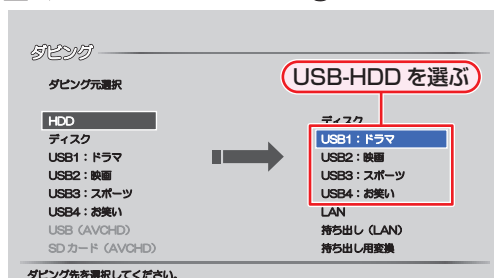 ダビング
ダビング元選択
USB-HDD を選ぶ
HDD
ディスク
USB1：ドラマ
USB2：映画
USB3：スポーツ
USB4：お笑い
USB（AVCHD）
SDカード（AVCHD）
ディスク
USB1：ドラマ
USB2：映画
USB3：スポーツ
USB4：お笑い
LAN
持ち出し（LAN）
持ち出し用変換
ダビング先を選択してください。